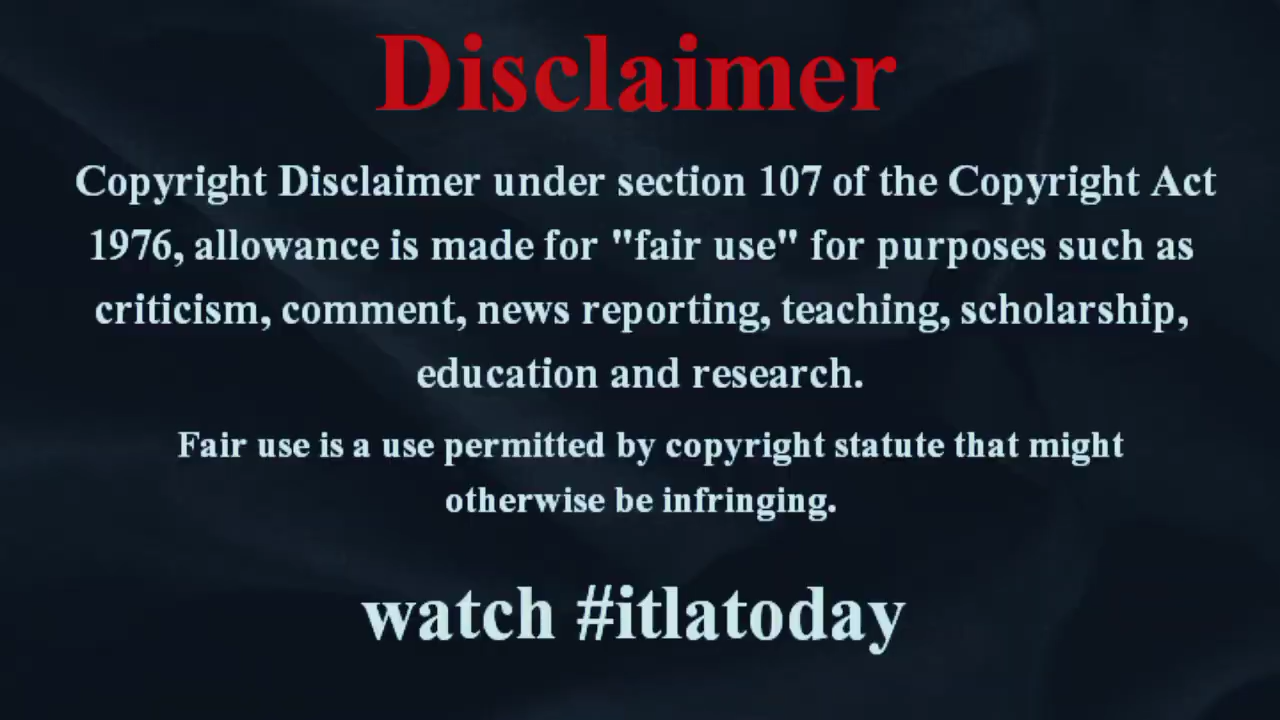 Disclaimer
Copyright Disclaimer under section 107 of the Copyright Act
1976, allowance is made for "fair use" for purposes such as
criticism, comment, news reporting, teaching, scholarship,
education and research.
Fair use is a use permitted by copyright statute that might
otherwise be infringing.
watch #itlatoday